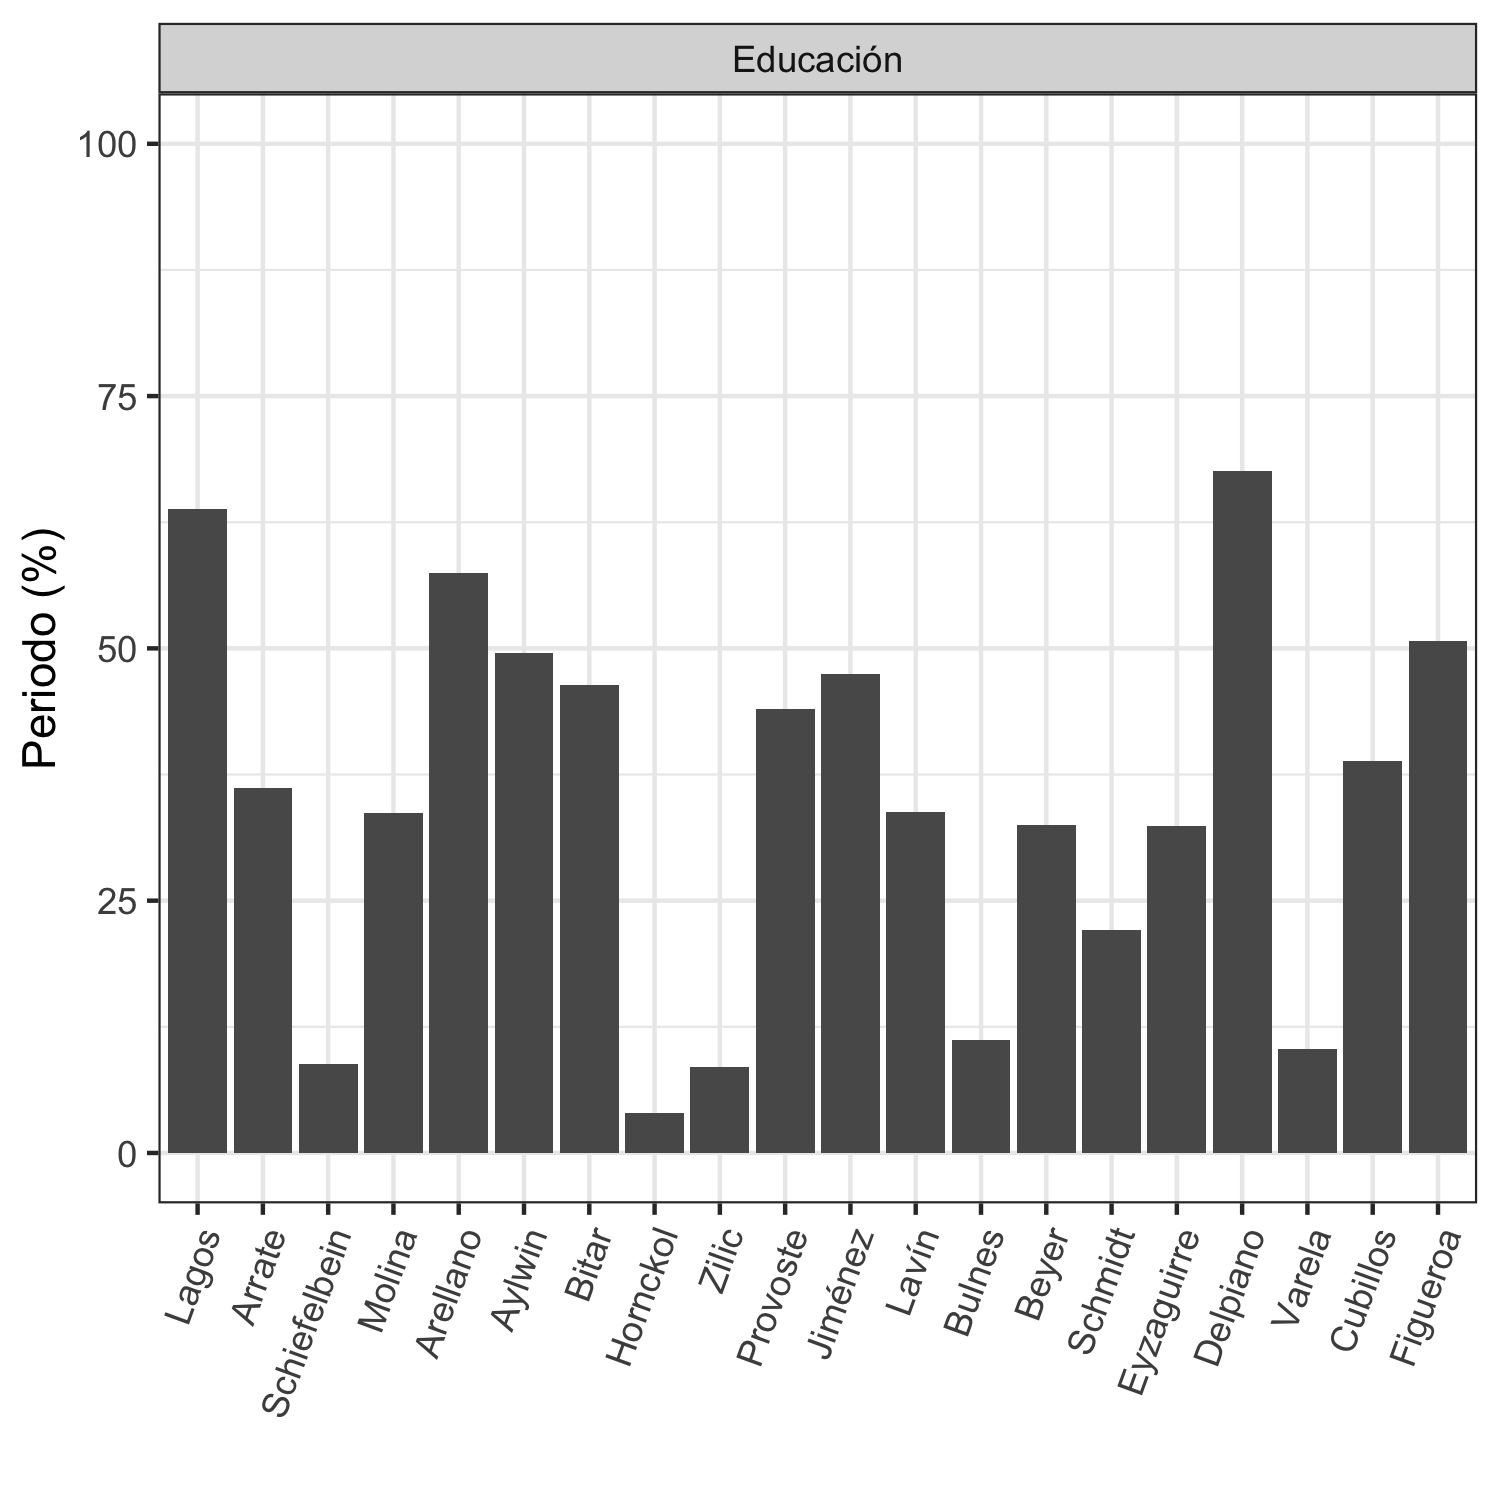 Educación
Periodo (%)
100
75
50
25
0
Lagos
Arrate
Schiefelbein
Molina
Arellano
Aylwin
Bitar
Hornckol
Zilic
Provoste
Jiménez
Lavín
Bulnes
Beyer
Schmidt
Eyzaguirre
Delpiano
Varela
Cubillos
Figueroa